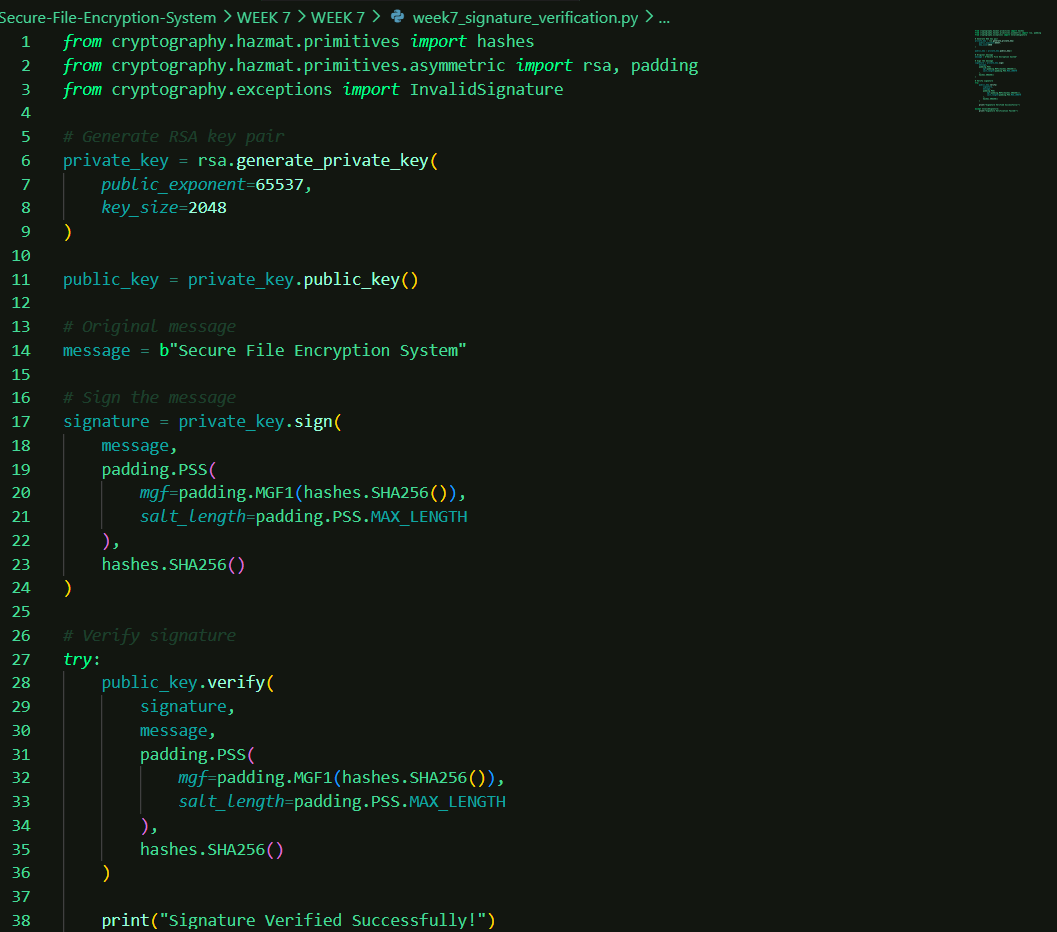 Secure-File-Encryption-System > WEEK 7 > WEEK 7 > week7_signature_verification.py > ...
1 from cryptography.hazmat.primitives import hashes
2 from cryptography.hazmat.primitives.asymmetric import rsa, padding
3 from cryptography.exceptions import InvalidSignature
4
5 # Generate RSA key pair
6 private_key = rsa.generate_private_key(
7     public_exponent=65537,
8     key_size=2048
9 )
10
11 public_key = private_key.public_key()
12
13 # Original message
14 message = b"Secure File Encryption System"
15
16 # Sign the message
17 signature = private_key.sign(
18     message,
19     padding.PSS(
20         mgf=padding.MGF1(hashes.SHA256()),
21         salt_length=padding.PSS.MAX_LENGTH
22     ),
23     hashes.SHA256()
24 )
25
26 # Verify signature
27 try:
28     public_key.verify(
29         signature,
30         message,
31         padding.PSS(
32             mgf=padding.MGF1(hashes.SHA256()),
33             salt_length=padding.PSS.MAX_LENGTH
34         ),
35         hashes.SHA256()
36     )
37
38     print("Signature Verified Successfully!")